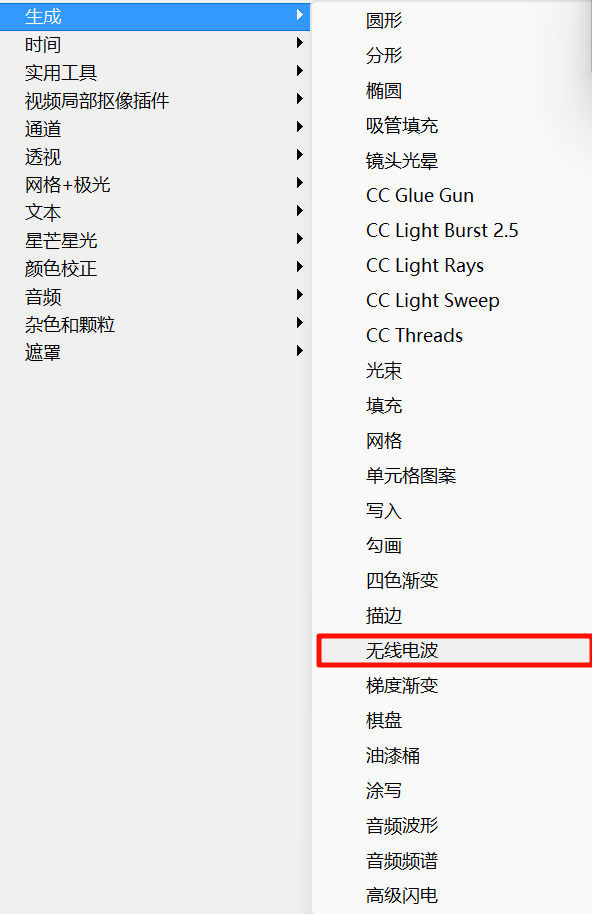 生成
时间
实用工具
视频局部抠像插件
通道
透视
网格+极光
文本
星芒星光
颜色校正
音频
杂色和颗粒
遮罩
圆形
分形
椭圆
吸管填充
镜头光晕
CC Glue Gun
CC Light Burst 2.5
CC Light Rays
CC Light Sweep
CC Threads
光束
填充
网格
单元格图案
写入
勾画
四色渐变
描边
无线电波
梯度渐变
棋盘
油漆桶
涂写
音频波形
音频频谱
高级闪电